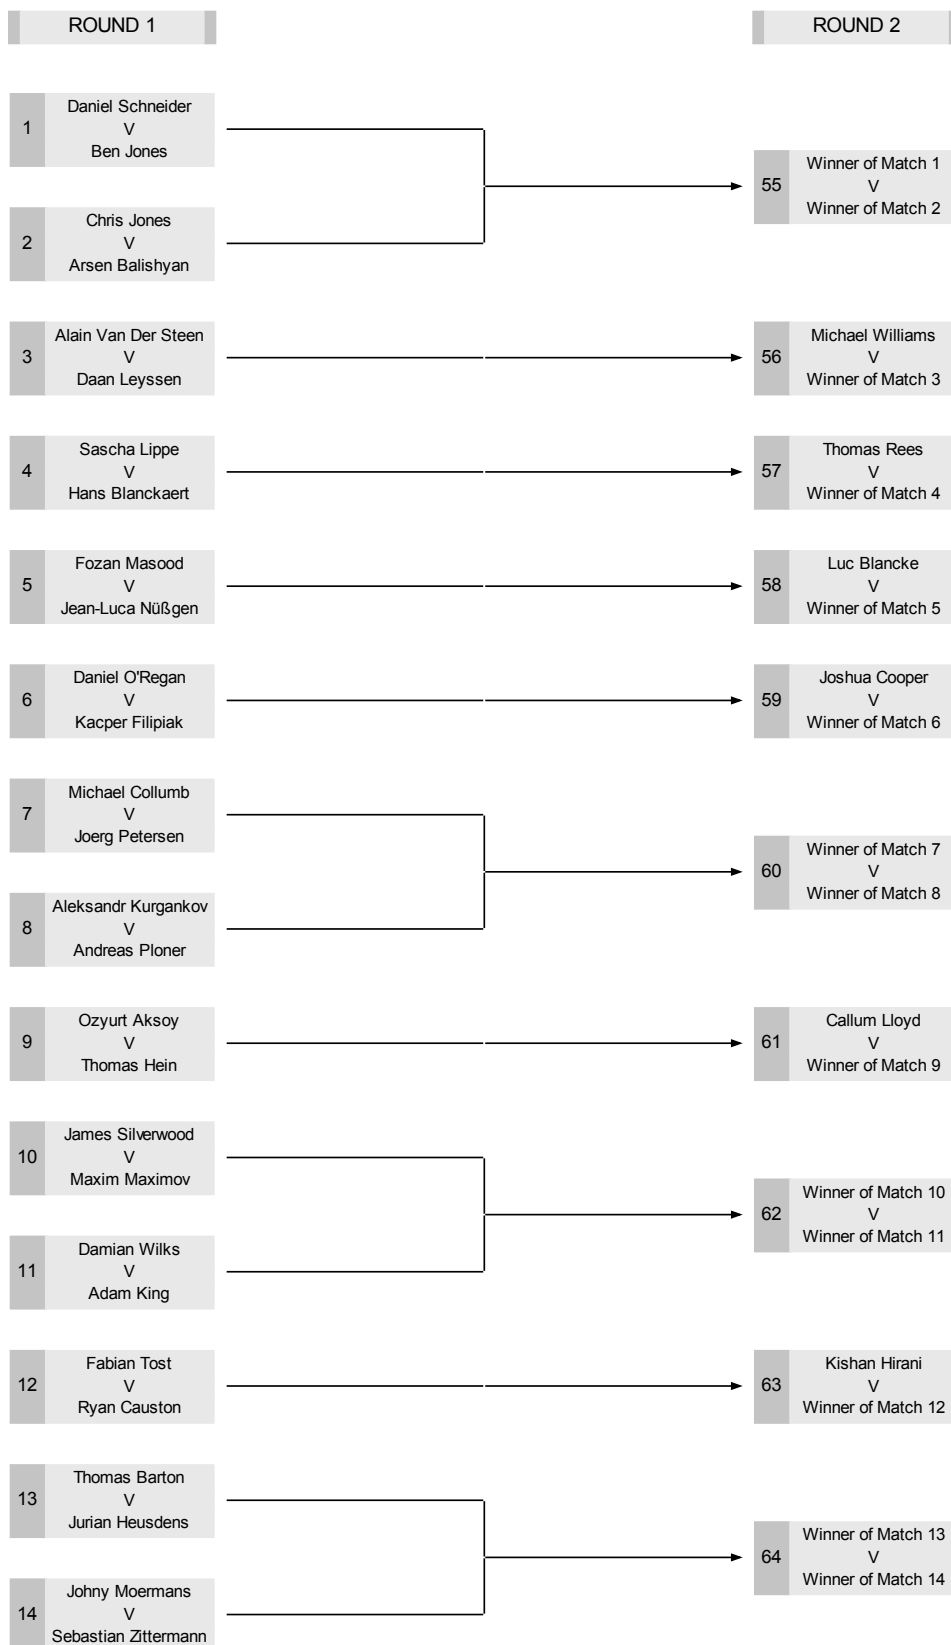 ROUND 1
ROUND 2
1
Daniel Schneider
V
Ben Jones
2
Chris Jones
V
Arsen Balishyan
55
Winner of Match 1
V
Winner of Match 2
3
Alain Van Der Steen
V
Daan Leyssen
56
Michael Williams
V
Winner of Match 3
4
Sascha Lippe
V
Hans Blanckaert
57
Thomas Rees
V
Winner of Match 4
5
Fozan Masood
V
Jean-Luca Nüßgen
58
Luc Blancke
V
Winner of Match 5
6
Daniel O'Regan
V
Kacper Filipiak
59
Joshua Cooper
V
Winner of Match 6
7
Michael Collumb
V
Joerg Petersen
8
Aleksandr Kurgankov
V
Andreas Ploner
60
Winner of Match 7
V
Winner of Match 8
9
Ozyurt Aksoy
V
Thomas Hein
61
Callum Lloyd
V
Winner of Match 9
10
James Silverwood
V
Maxim Maximov
11
Damian Wilks
V
Adam King
62
Winner of Match 10
V
Winner of Match 11
12
Fabian Tost
V
Ryan Causton
63
Kishan Hirani
V
Winner of Match 12
13
Thomas Barton
V
Jurian Heusdens
14
Johny Moermans
V
Sebastian Zittermann
64
Winner of Match 13
V
Winner of Match 14